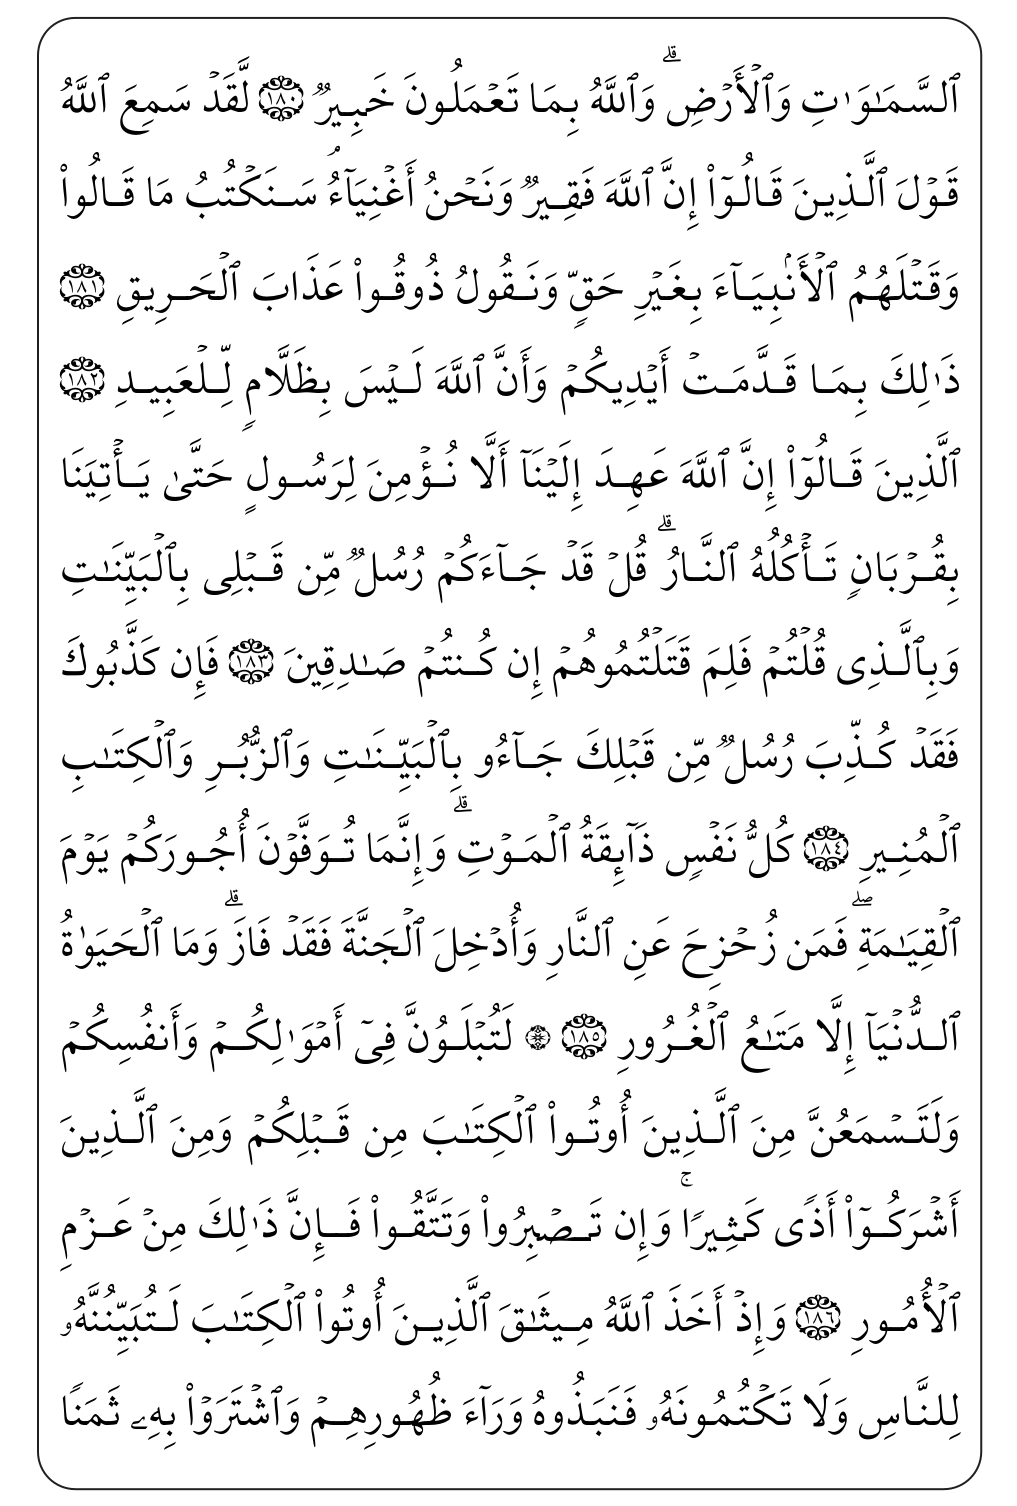 ٱلسَّمَٰوَٰتِ وَٱلْأَرْضِۗ وَٱللَّهُ بِمَا تَعْمَلُونَ خَبِيرٌ ١٨٠ لَّقَدْ سَمِعَ ٱللَّهُ
قَوْلَ ٱلَّذِينَ قَالُوٓا۟ إِنَّ ٱللَّهَ فَقِيرٌ وَنَحْنُ أَغْنِيَآءُۘ سَنَكْتُبُ مَا قَالُوا۟
وَقَتْلَهُمُ ٱلْأَنۢبِيَآءَ بِغَيْرِ حَقٍّ وَنَقُولُ ذُوقُوا۟ عَذَابَ ٱلْحَرِيقِ ١٨١
ذَٰلِكَ بِمَا قَدَّمَتْ أَيْدِيكُمْ وَأَنَّ ٱللَّهَ لَيْسَ بِظَلَّامٍ لِّلْعَبِيدِ ١٨٢
ٱلَّذِينَ قَالُوٓا۟ إِنَّ ٱللَّهَ عَهِدَ إِلَيْنَآ أَلَّا نُؤْمِنَ لِرَسُولٍ حَتَّىٰ يَأْتِيَنَا
بِقُرْبَانٍ تَأْكُلُهُ ٱلنَّارُۗ قُلْ قَدْ جَآءَكُمْ رُسُلٌ مِّن قَبْلِى بِٱلْبَيِّنَٰتِ
وَبِٱلَّذِى قُلْتُمْ فَلِمَ قَتَلْتُمُوهُمْ إِن كُنتُمْ صَٰدِقِينَ ١٨٣ فَإِن كَذَّبُوكَ
فَقَدْ كُذِّبَ رُسُلٌ مِّن قَبْلِكَ جَآءُو بِٱلْبَيِّنَٰتِ وَٱلزُّبُرِ وَٱلْكِتَٰبِ
ٱلْمُنِيرِ ١٨٤ كُلُّ نَفْسٍ ذَآئِقَةُ ٱلْمَوْتِۗ وَإِنَّمَا تُوَفَّوْنَ أُجُورَكُمْ يَوْمَ
ٱلْقِيَٰمَةِۖ فَمَن زُحْزِحَ عَنِ ٱلنَّارِ وَأُدْخِلَ ٱلْجَنَّةَ فَقَدْ فَازَۗ وَمَا ٱلْحَيَوٰةُ
ٱلدُّنْيَآ إِلَّا مَتَٰعُ ٱلْغُرُورِ ١٨٥ ۞ لَتُبْلَوُنَّ فِىٓ أَمْوَٰلِكُمْ وَأَنفُسِكُمْ
وَلَتَسْمَعُنَّ مِنَ ٱلَّذِينَ أُوتُوا۟ ٱلْكِتَٰبَ مِن قَبْلِكُمْ وَمِنَ ٱلَّذِينَ
أَشْرَكُوٓا۟ أَذًى كَثِيرًاۚ وَإِن تَصْبِرُوا۟ وَتَتَّقُوا۟ فَإِنَّ ذَٰلِكَ مِنْ عَزْمِ
ٱلْأُمُورِ ١٨٦ وَإِذْ أَخَذَ ٱللَّهُ مِيثَٰقَ ٱلَّذِينَ أُوتُوا۟ ٱلْكِتَٰبَ لَتُبَيِّنُنَّهُۥ
لِلنَّاسِ وَلَا تَكْتُمُونَهُۥ فَنَبَذُوهُ وَرَآءَ ظُهُورِهِمْ وَٱشْتَرَوْا۟ بِهِۦ ثَمَنًا